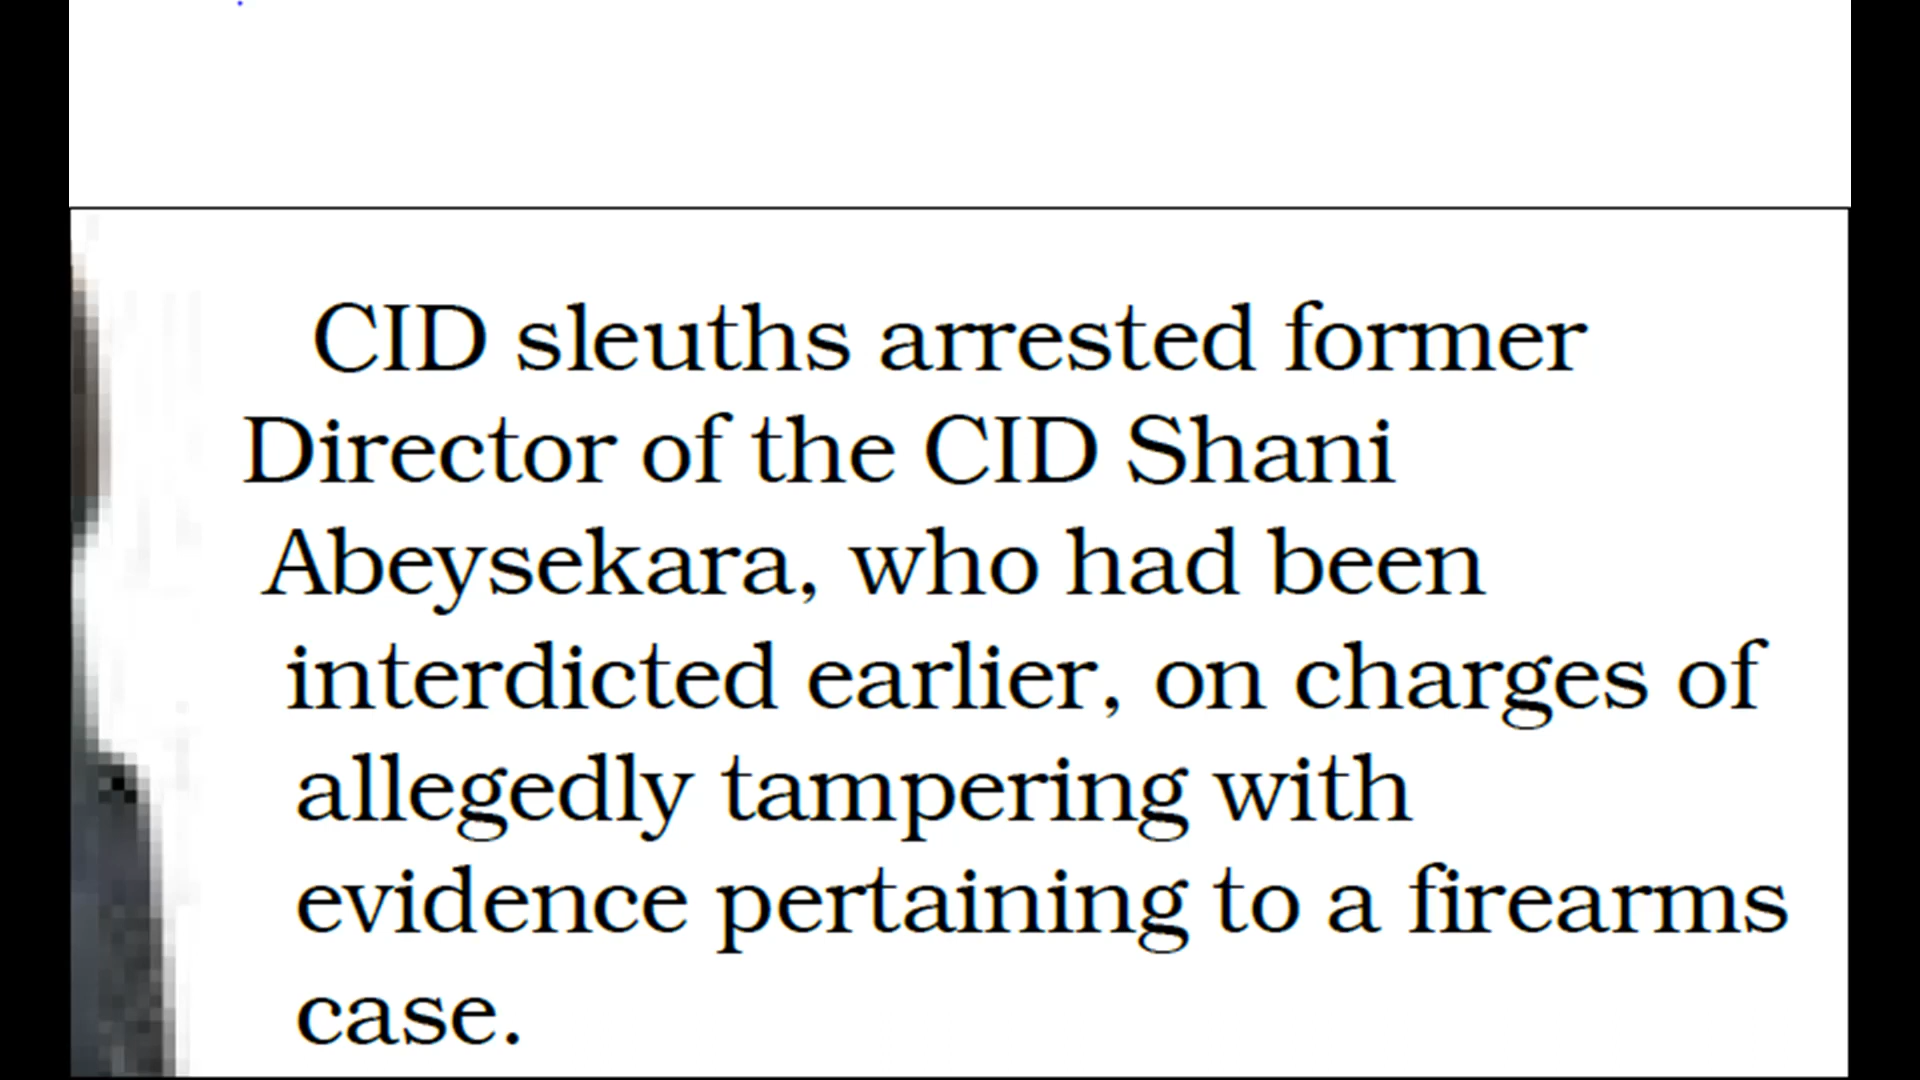 CID sleuths arrested former
Director of the CID Shani
Abeysekara, who had been
interdicted earlier, on charges of
allegedly tampering with
evidence pertaining to a firearms
case.